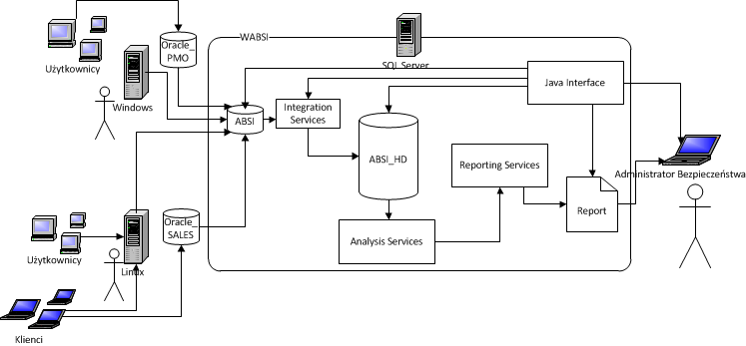 WABSI
SQL Server
Oracle_
PMO
Użytkownicy
Windows
ABSI
Integration
Services
Java Interface
ABSI_HD
Reporting Services
Administrator Bezpieczeństwa
Report
Oracle_
SALES
Analysis Services
Użytkownicy
Linux
Klienci